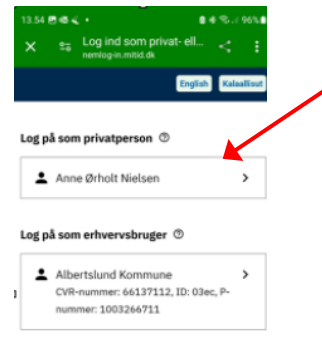 13.54
96%
Log ind som privat- ell...
nemlog-in.mitid.dk
English Kalaallisut
Log på som privatperson
Anne Ørholt Nielsen
Log på som erhvervsbruger
Albertslund Kommune
CVR-nummer: 66137112, ID: 03ec, P-
nummer: 1003266711